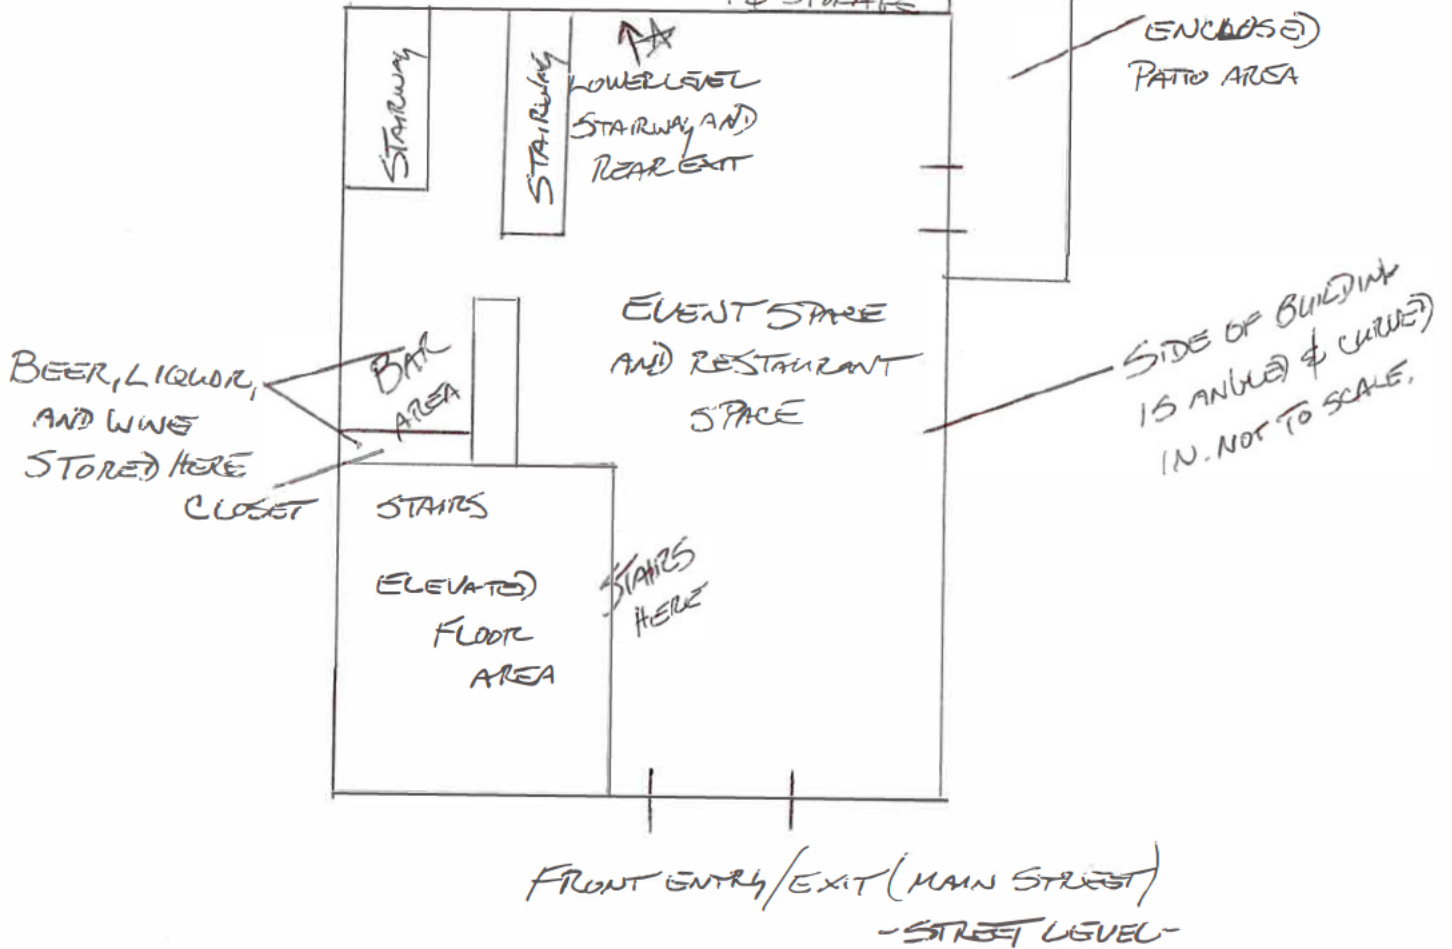 & STORAGE
STAIRWAY
STAIRWAY
LOWER LEVEL
STAIRWAY AND
REAR EXIT
ENCLOSED
PATIO AREA
EVENT SPACE
AND RESTAURANT
SPACE
SIDE OF BUILDING
IS ANGLED & CURVED
IN. NOT TO SCALE.
BEER, LIQUOR,
AND WINE
STORED HERE
BAR
AREA
CLOSET
STAIRS
ELEVATED
FLOOR
AREA
STAIRS
HERE
FRONT ENTRY/EXIT (MAIN STREET)
-STREET LEVEL-